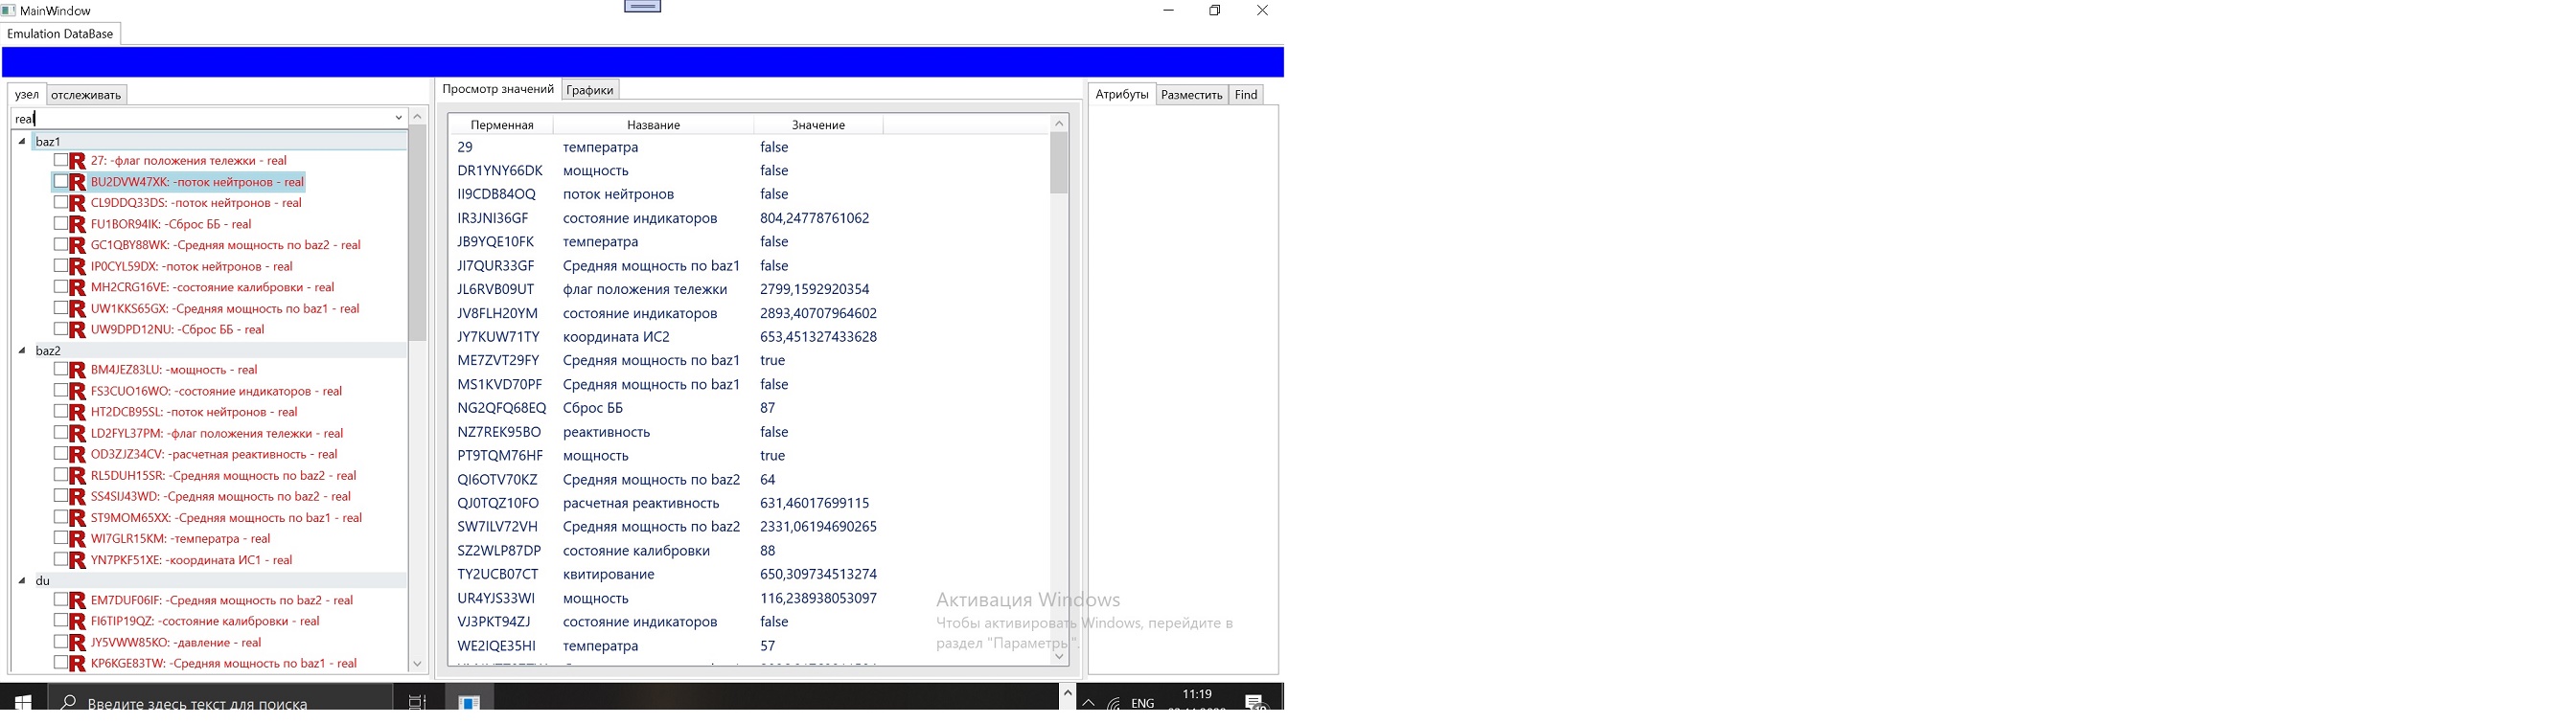 MainWindow
Emulation DataBase
узел отслеживать
real
baz1
27: -флаг положения тележки - real
BU2DVW47XK: -поток нейтронов - real
CL9DDQ33DS: -поток нейтронов - real
FU1BOR94IK: -Сброс ББ - real
GC1QBY88WK: -Средняя мощность по baz2 - real
IP0CYL59DX: -поток нейтронов - real
MH2CRG16VE: -состояние калибровки - real
UW1KKS65GX: -Средняя мощность по baz1 - real
UW9DPD12NU: -Сброс ББ - real
baz2
BM4JEZ83LU: -мощность - real
FS3CUO16WO: -состояние индикаторов - real
HT2DCB95SL: -поток нейтронов - real
LD2FYL37PM: -флаг положения тележки - real
OD3ZJZ34CV: -расчетная реактивность - real
RL5DUH15SR: -Средняя мощность по baz2 - real
SS4SIJ43WD: -Средняя мощность по baz2 - real
ST9MOM65XX: -Средняя мощность по baz1 - real
WI7GLR15KM: -температра - real
YN7PKF51XE: -координата ИС1 - real
du
EM7DUF06IF: -Средняя мощность по baz2 - real
FI6TIP19QZ: -состояние калибровки - real
JY5VWW85KO: -давление - real
KP6KGE83TW: -Средняя мощность по baz1 - real
Просмотр значений Графики
Перменная Название Значение
29 температра false
DR1YNY66DK мощность false
II9CDB84OQ поток нейтронов false
IR3JNI36GF состояние индикаторов 804,24778761062
JB9YQE10FK температра false
JI7QUR33GF Средняя мощность по baz1 false
JL6RVB09UT флаг положения тележки 2799,1592920354
JV8FLH20YM состояние индикаторов 2893,40707964602
JY7KUW71TY координата ИС2 653,451327433628
ME7ZVT29FY Средняя мощность по baz1 true
MS1KVD70PF Средняя мощность по baz1 false
NG2QFQ68EQ Сброс ББ 87
NZ7REK95BO реактивность false
PT9TQM76HF мощность true
QI6OTV70KZ Средняя мощность по baz2 64
QJ0TQZ10FO расчетная реактивность 631,46017699115
SW7ILV72VH Средняя мощность по baz2 2331,06194690265
SZ2WLP87DP состояние калибровки 88
TY2UCB07CT квитирование 650,309734513274
UR4YJS33WI мощность 116,238938053097
VJ3PKT94ZJ состояние индикаторов false
WE2IQE35HI температра 57
Атрибуты Разместить Find
Активация Windows
Чтобы активировать Windows, перейдите в
раздел "Параметры".
Введите здесь текст для поиска
ENG
11:19